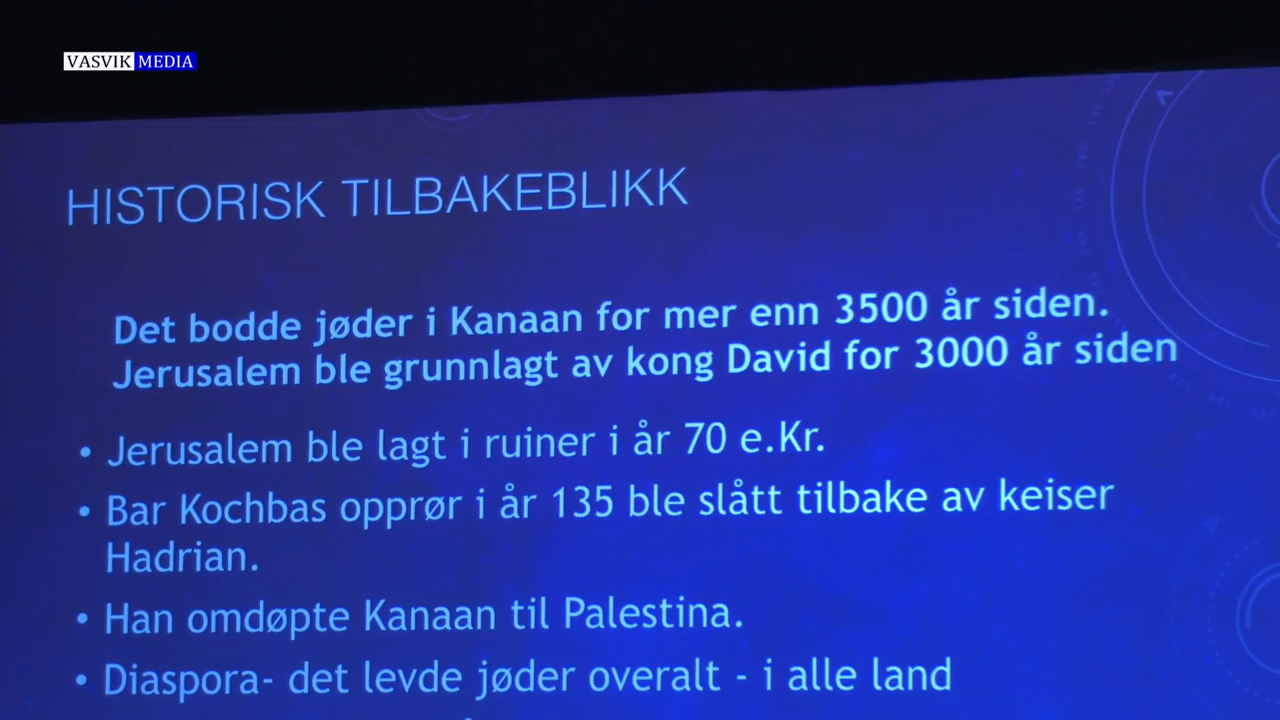 VASVIK MEDIA
HISTORISK TILBAKEBLIKK
Det bodde jøder i Kanaan for mer enn 3500 år siden.
Jerusalem ble grunnlagt av kong David for 3000 år siden
• Jerusalem ble lagt i ruiner i år 70 e.Kr.
• Bar Kochbas opprør i år 135 ble slått tilbake av keiser
Hadrian.
• Han omdøpte Kanaan til Palestina.
• Diaspora- det levde jøder overalt - i alle land